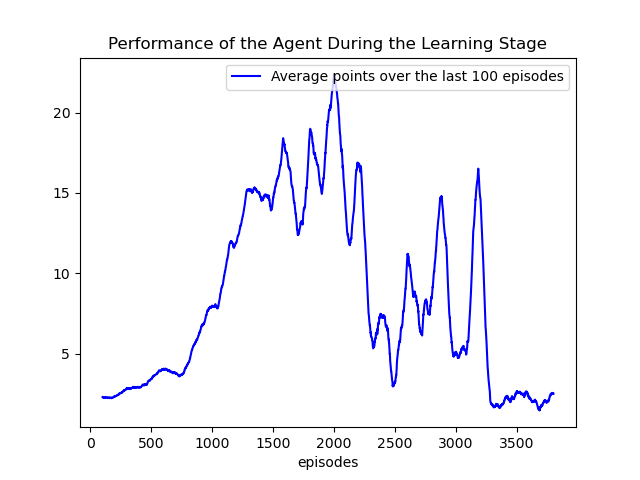 Performance of the Agent During the Learning Stage
Average points over the last 100 episodes
20
15
10
5
0 500 1000 1500 2000 2500 3000 3500
episodes